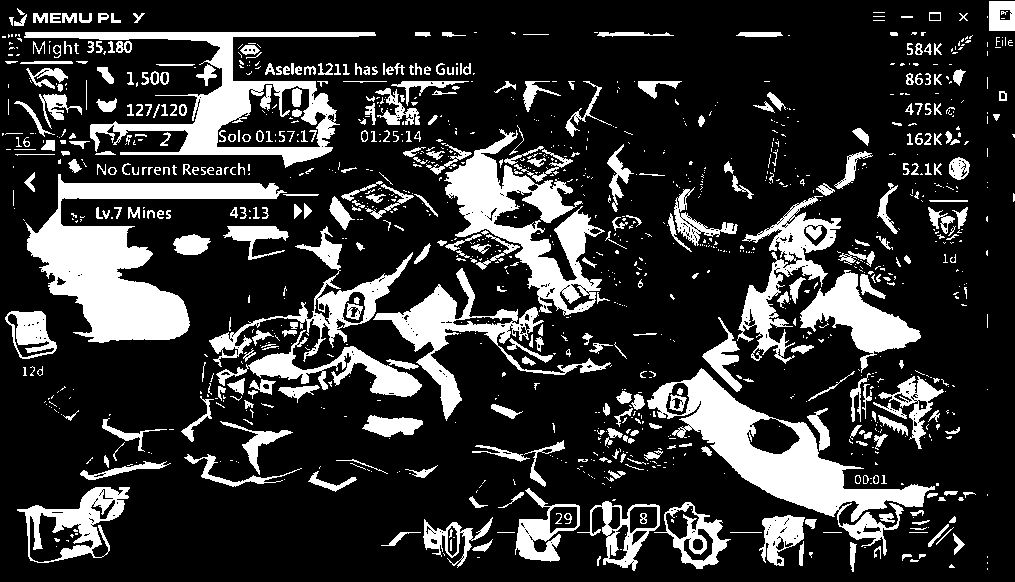 MEMU PL Y
Might 35,180
584K
File
Aselem1211 has left the Guild.
1,500
863K
127/120
475K
Solo 01:57:17
01:25:14
16
2
162K
No Current Research!
52.1K
Lv.7 Mines 43:13
1d
12d
00:01
29
8